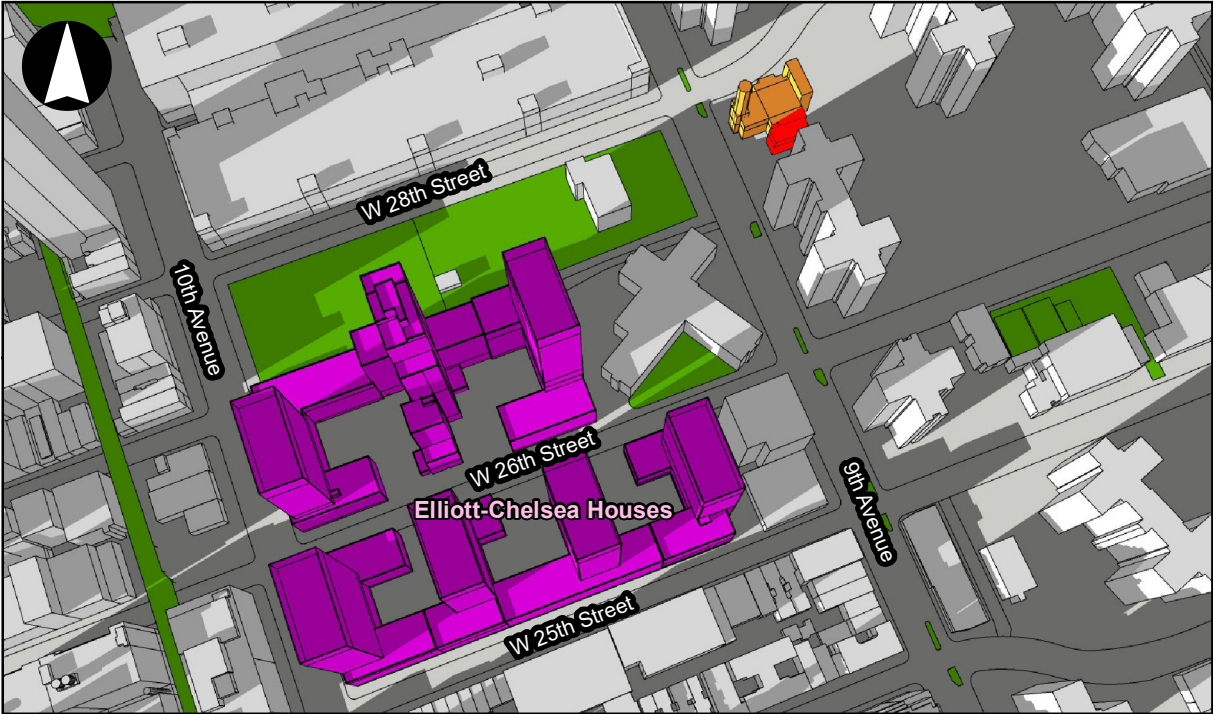 W 28th Street
10th Avenue
W 26th Street
Elliott-Chelsea Houses
9th Avenue
W 25th Street